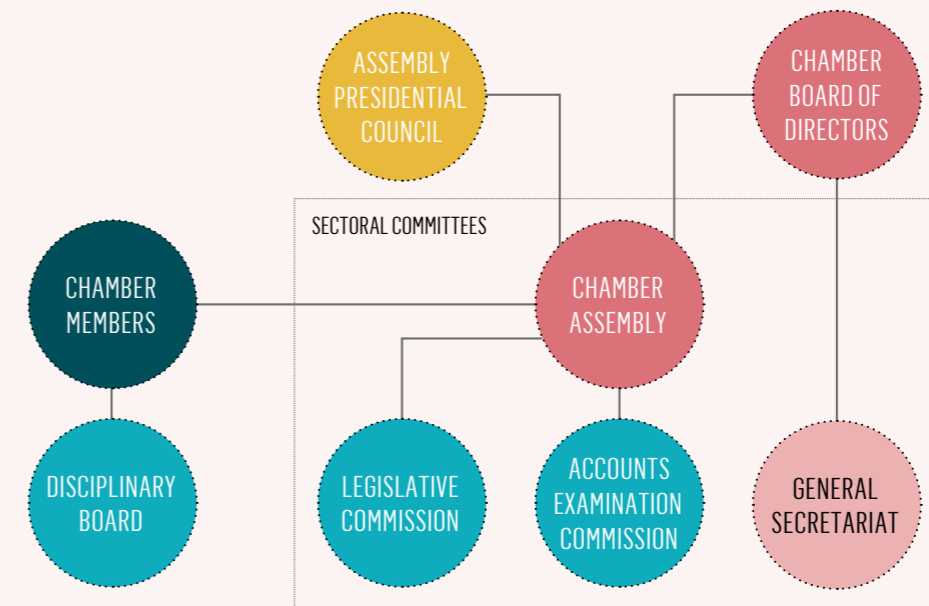 ASSEMBLY
PRESIDENTIAL
COUNCIL
CHAMBER
BOARD OF
DIRECTORS
SECTORAL COMMITTEES
CHAMBER
MEMBERS
CHAMBER
ASSEMBLY
DISCIPLINARY
BOARD
LEGISLATIVE
COMMISSION
ACCOUNTS
EXAMINATION
COMMISSION
GENERAL
SECRETARIAT